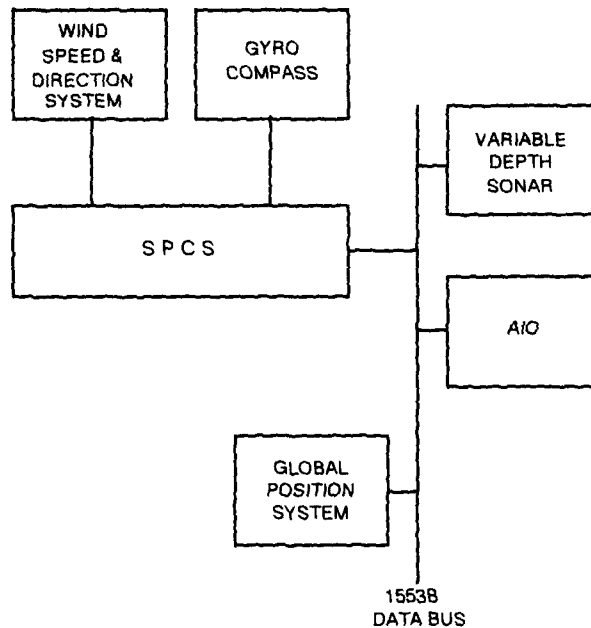 WIND
SPEED &
DIRECTION
SYSTEM
GYRO
COMPASS
VARIABLE
DEPTH
SONAR
S P C S
AIO
GLOBAL
POSITION
SYSTEM
1553B
DATA BUS